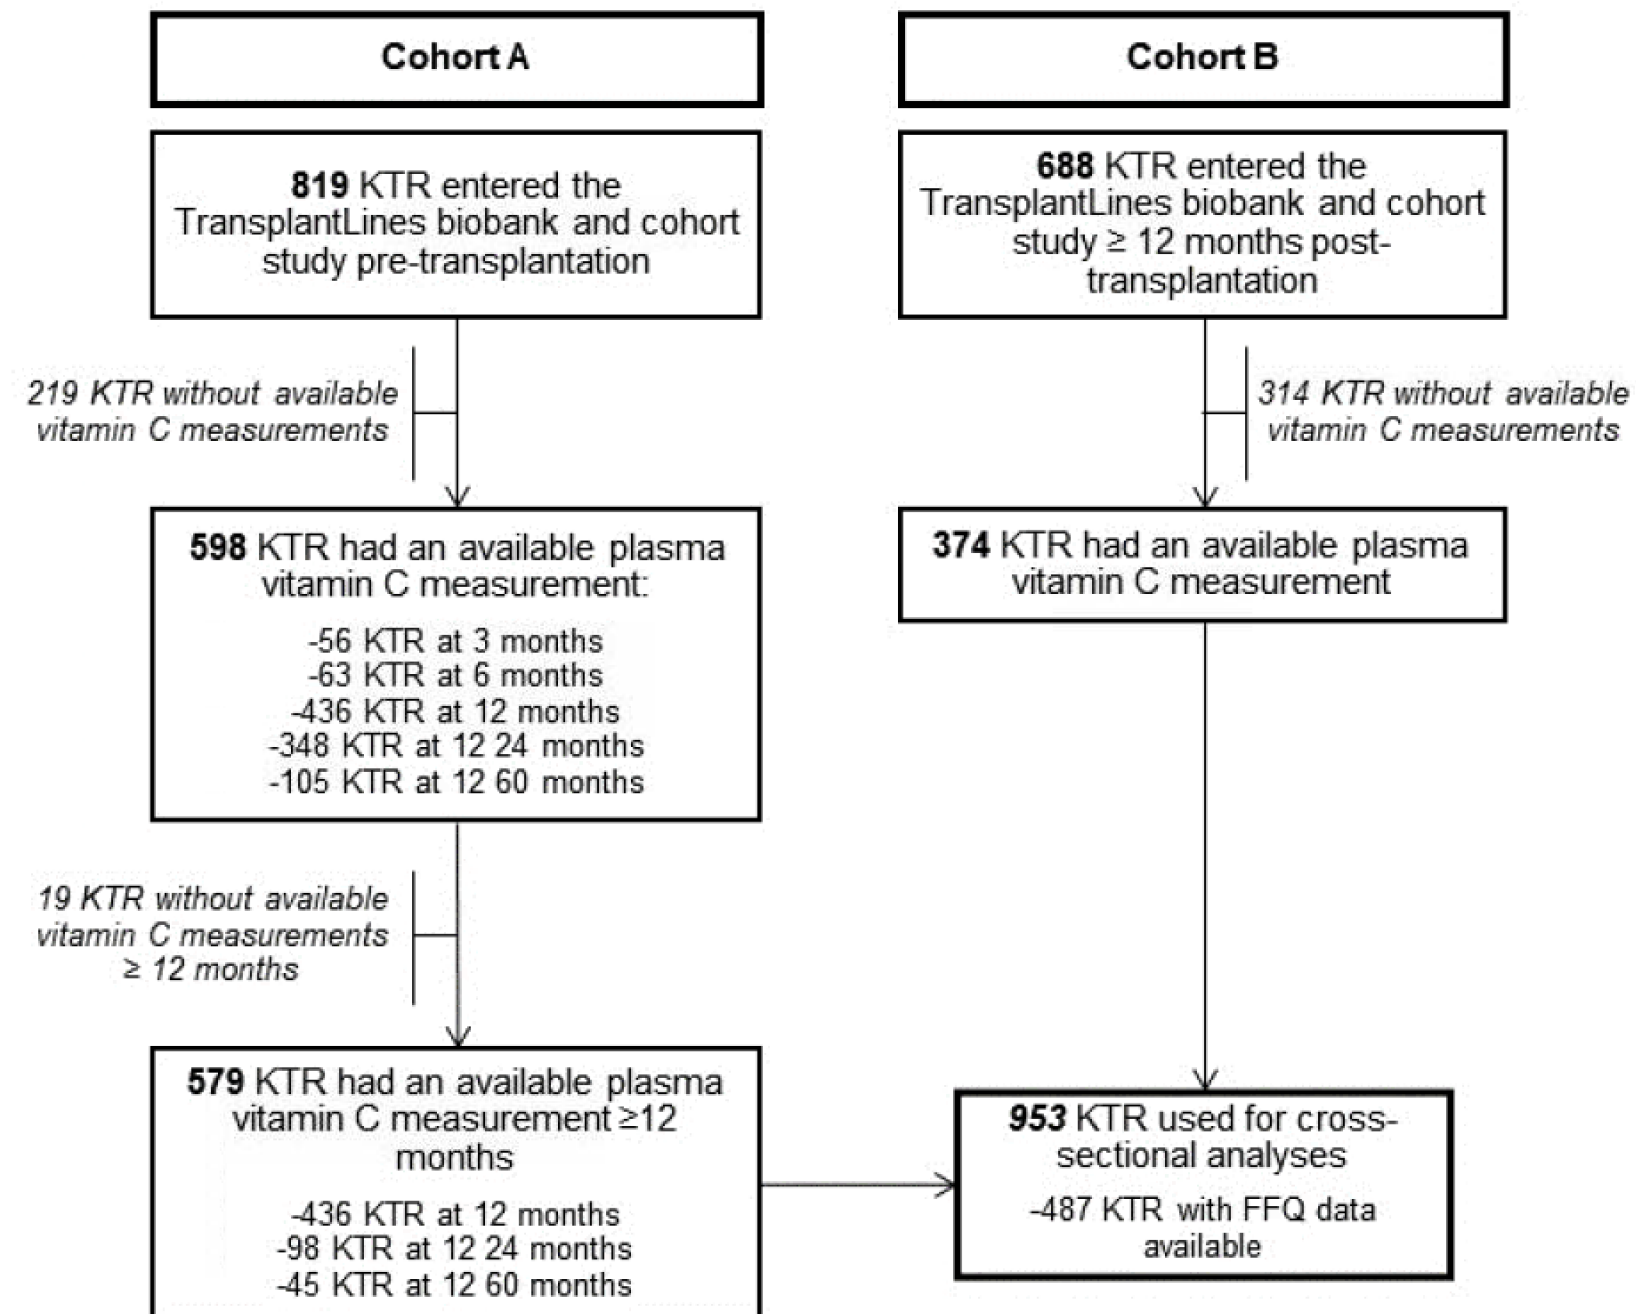 Cohort A
819 KTR entered the
TransplantLines biobank and cohort
study pre-transplantation
219 KTR without available
vitamin C measurements
598 KTR had an available plasma
vitamin C measurement:
-56 KTR at 3 months
-63 KTR at 6 months
-436 KTR at 12 months
-348 KTR at 12 24 months
-105 KTR at 12 60 months
19 KTR without available
vitamin C measurements
≥ 12 months
579 KTR had an available plasma
vitamin C measurement ≥12
months
-436 KTR at 12 months
-98 KTR at 12 24 months
-45 KTR at 12 60 months
Cohort B
688 KTR entered the
TransplantLines biobank and cohort
study ≥ 12 months post-
transplantation
314 KTR without available
vitamin C measurements
374 KTR had an available plasma
vitamin C measurement
953 KTR used for cross-
sectional analyses
-487 KTR with FFQ data
available